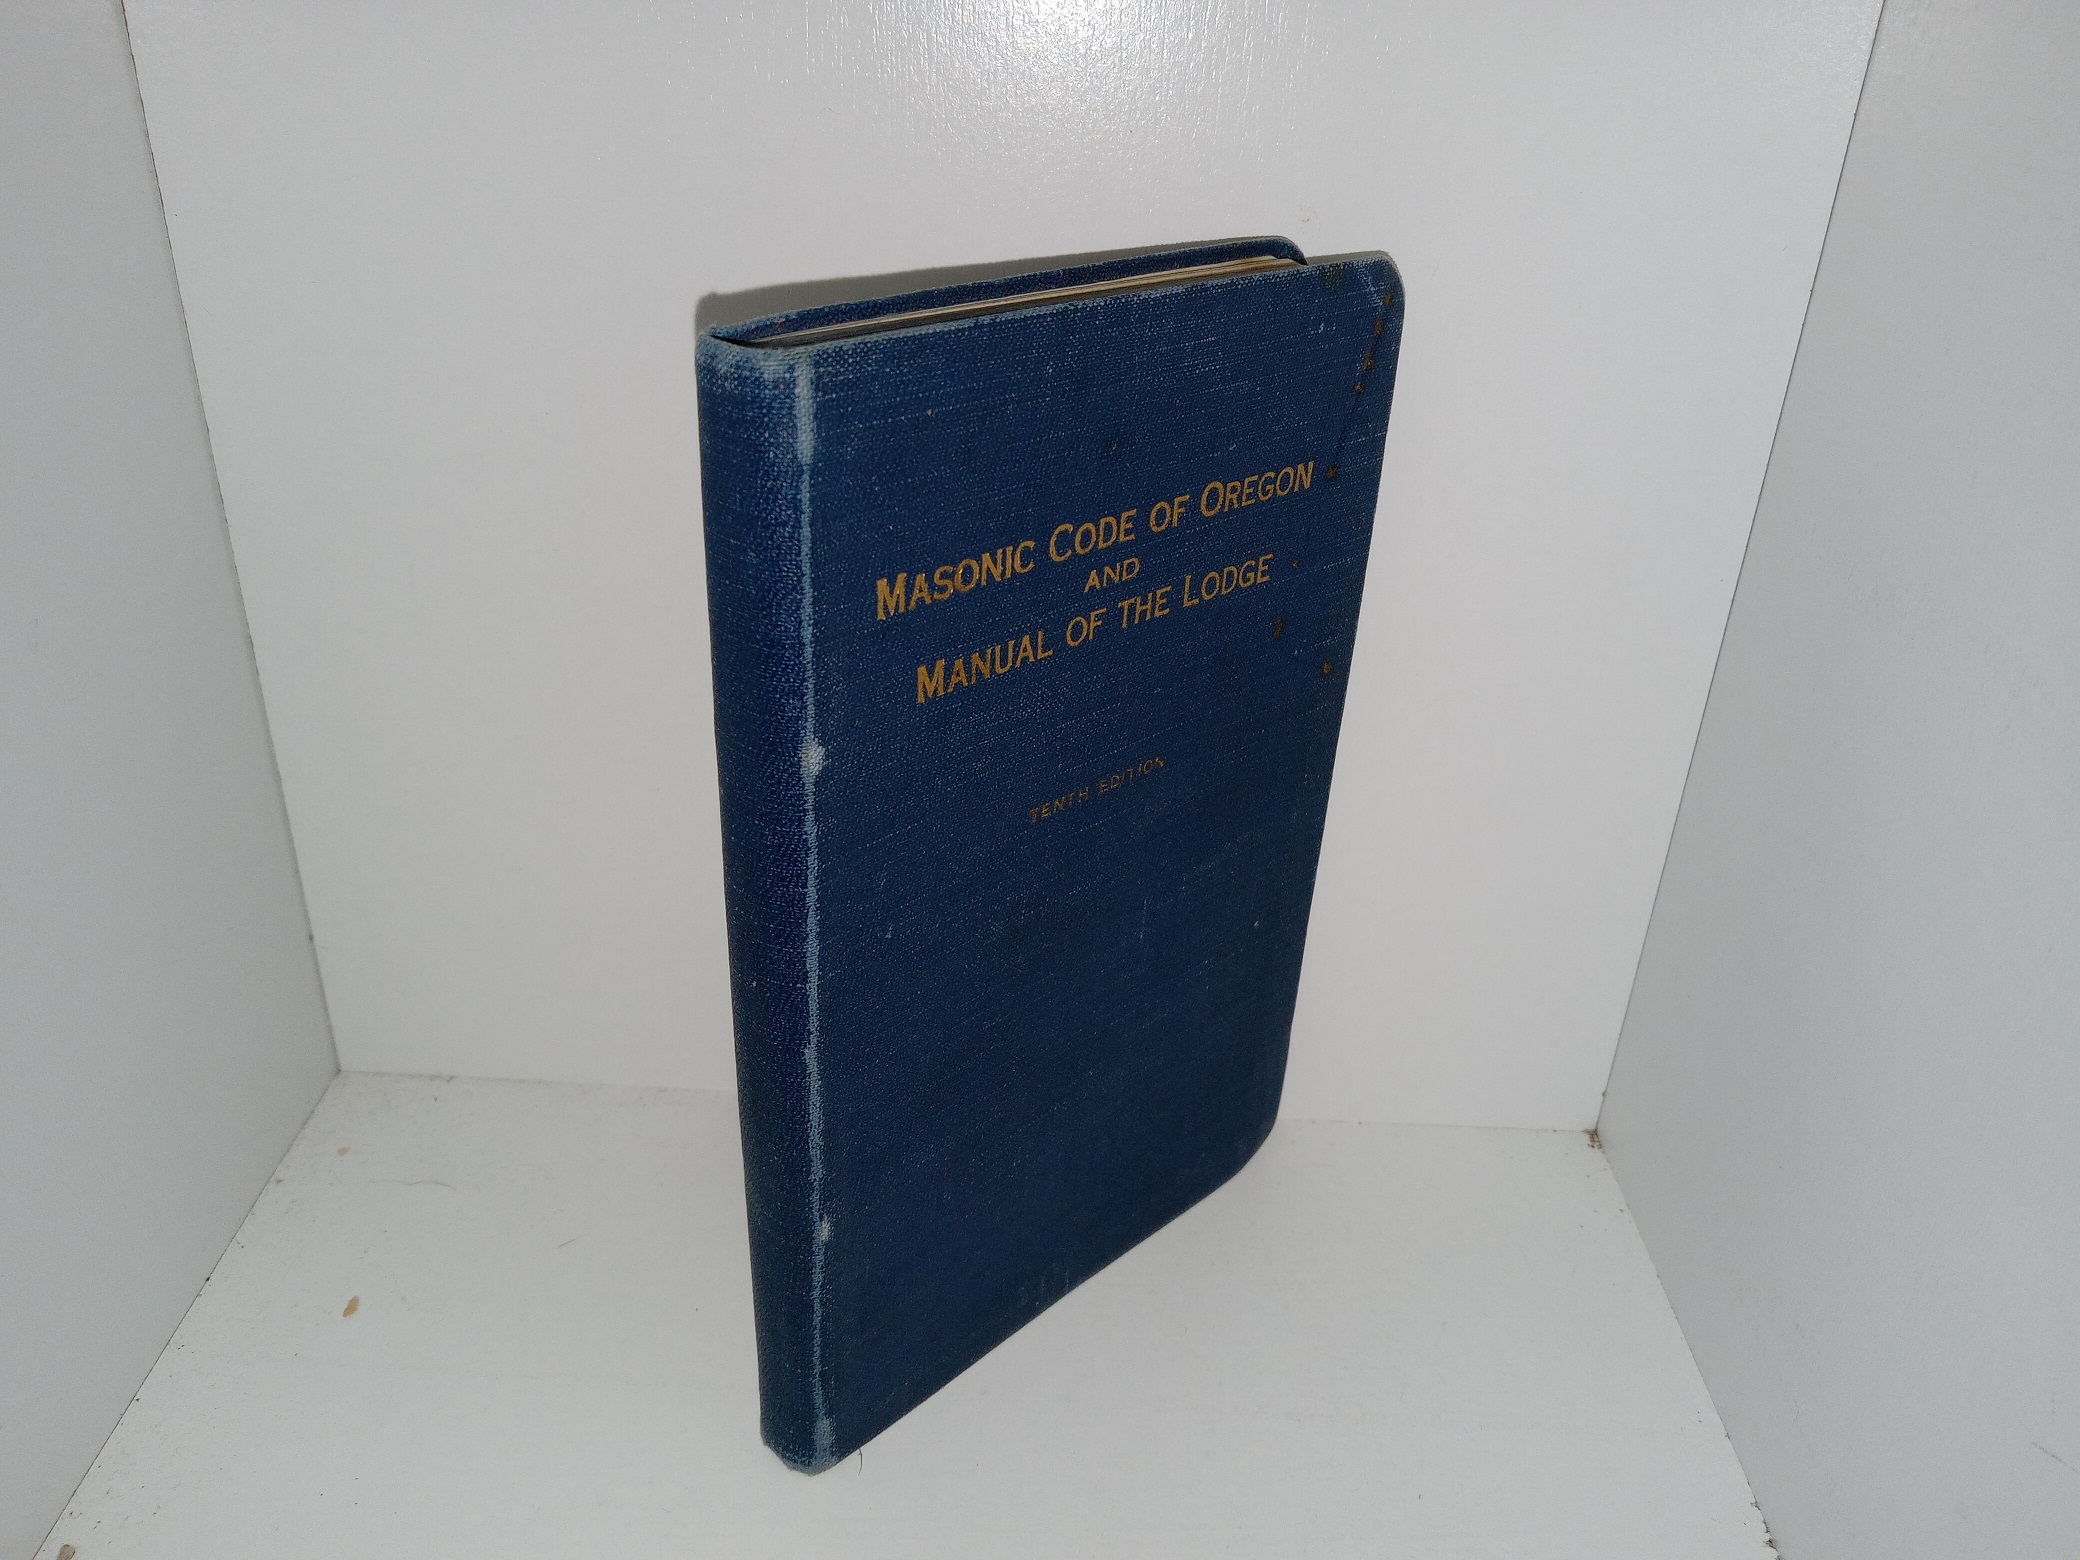 MASONIC CODE OF OREGON
AND
MANUAL OF THE LODGE
TENTH EDITION